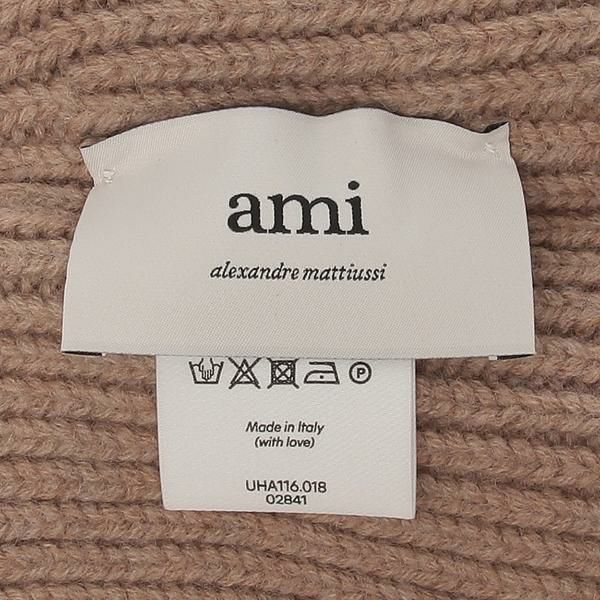 ami
alexandre mattiussi
P
Made in Italy
(with love)
UHA116.018
02841